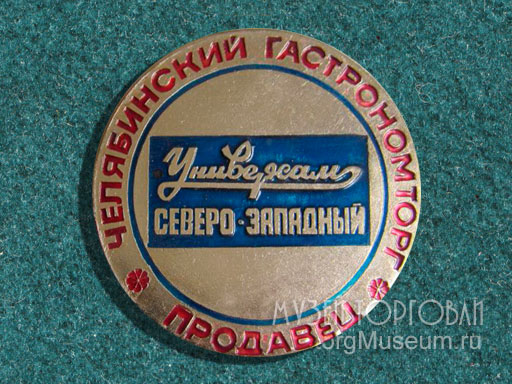 ЧЕЛЯБИНСКИЙ ГАСТРОНОМТОРГ
Универсам
СЕВЕРО-ЗАПАДНЫЙ
ПРОДАВЕЦ
МУЗЕЙ ТОРГОВЛИ
TorgMuseum.ru